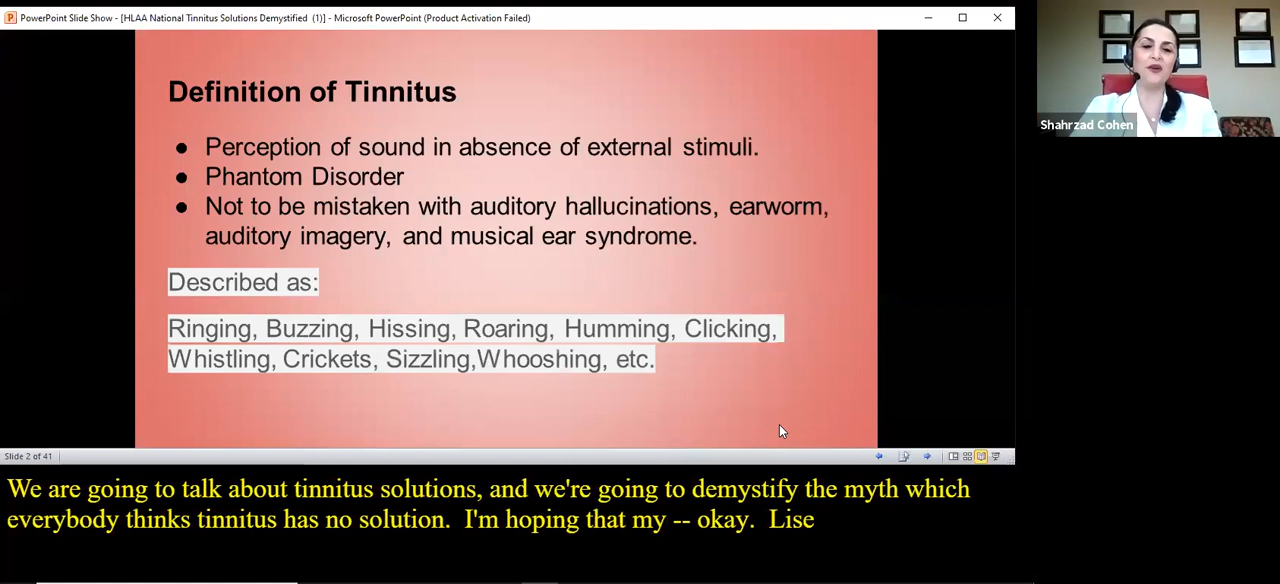 PowerPoint Slide Show - [HLAA National Tinnitus Solutions Demystified (1)] - Microsoft PowerPoint (Product Activation Failed)
Definition of Tinnitus
● Perception of sound in absence of external stimuli.
● Phantom Disorder
● Not to be mistaken with auditory hallucinations, earworm,
auditory imagery, and musical ear syndrome.
Described as:
Ringing, Buzzing, Hissing, Roaring, Humming, Clicking,
Whistling, Crickets, Sizzling,Whooshing, etc.
Shahrzad Cohen
Slide 2 of 41
We are going to talk about tinnitus solutions, and we're going to demystify the myth which
everybody thinks tinnitus has no solution. I'm hoping that my -- okay. Lise